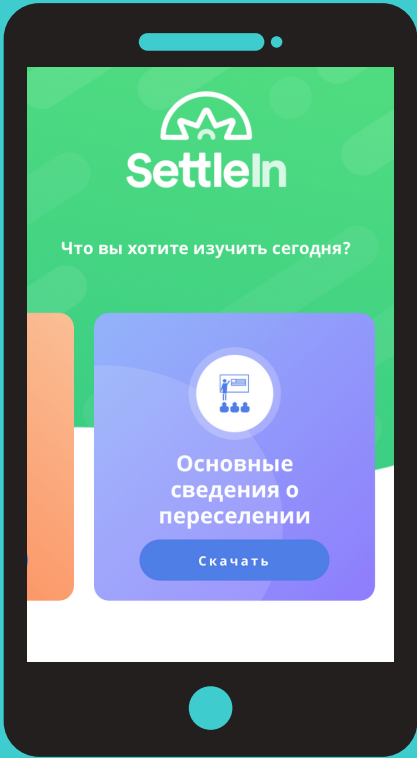 SettleIn
Что вы хотите изучить сегодня?
Основные
сведения о
переселении
Скачать